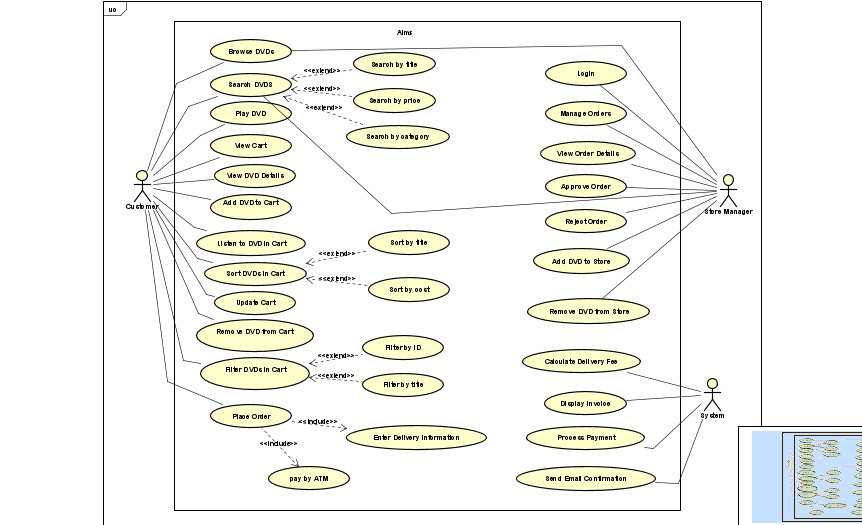 uc
Aims
Browse DVDs
Search DVDS
Play DVD
View Cart
View DVD Details
Add DVD to Cart
Listen to DVD in Cart
Sort DVDs in Cart
Update Cart
Remove DVD from Cart
Filter DVDs in Cart
Place Order
Customer
<<extend>>
<<extend>>
<<extend>>
Search by title
Search by price
Search by category
<<extend>>
<<extend>>
Sort by title
Sort by cost
<<extend>>
<<extend>>
Filter by ID
Filter by title
<<include>>
<<include>>
Enter Delivery Information
pay by ATM
Login
Manage Orders
View Order Details
Approve Order
Reject Order
Add DVD to Store
Remove DVD from Store
Store Manager
Calculate Delivery Fee
Display Invoice
Process Payment
Send Email Confirmation
System